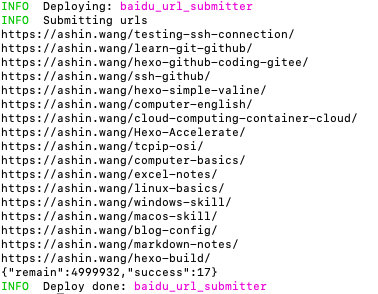 INFO  Deploying: baidu_url_submitter
INFO  Submitting urls
https://ashin.wang/testing-ssh-connection/
https://ashin.wang/learn-git-github/
https://ashin.wang/hexo-github-coding-gitee/
https://ashin.wang/ssh-github/
https://ashin.wang/hexo-simple-valine/
https://ashin.wang/computer-english/
https://ashin.wang/cloud-computing-container-cloud/
https://ashin.wang/Hexo-Accelerate/
https://ashin.wang/tcpip-osi/
https://ashin.wang/computer-basics/
https://ashin.wang/excel-notes/
https://ashin.wang/linux-basics/
https://ashin.wang/windows-skill/
https://ashin.wang/macos-skill/
https://ashin.wang/blog-config/
https://ashin.wang/markdown-notes/
https://ashin.wang/hexo-build/
{"remain":4999932,"success":17}
INFO  Deploy done: baidu_url_submitter